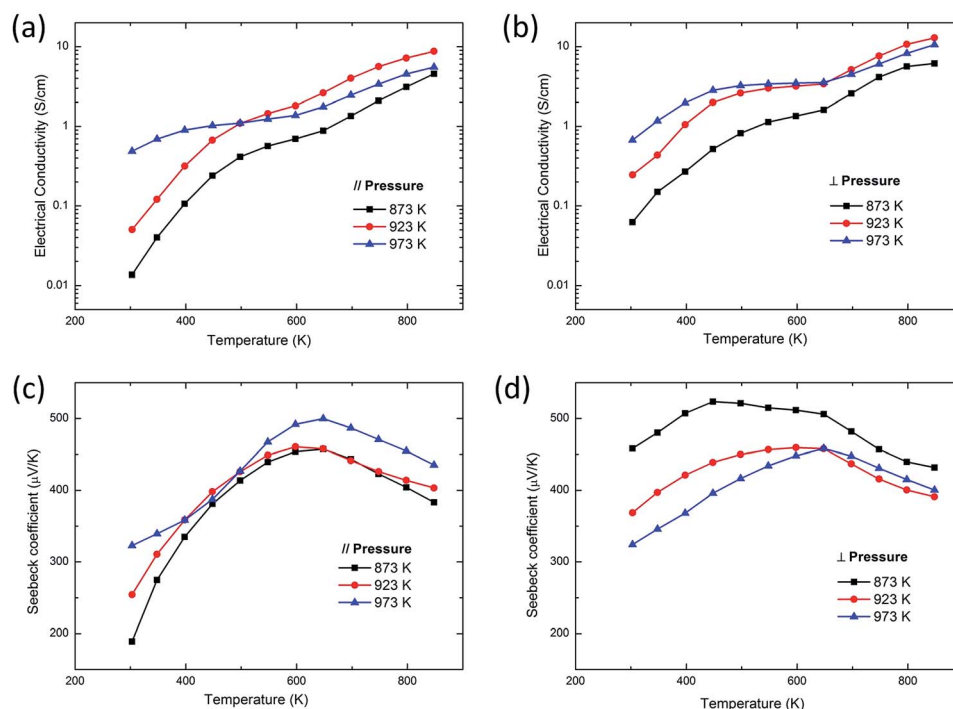 (a)
Electrical Conductivity (S/cm)
10
1
0.1
0.01
// Pressure
873 K
923 K
973 K
200
400
600
800
Temperature (K)
(b)
Electrical Conductivity (S/cm)
10
1
0.1
0.01
⊥ Pressure
873 K
923 K
973 K
200
400
600
800
Temperature (K)
(c)
Seebeck coefficient (μV/K)
500
400
300
200
// Pressure
873 K
923 K
973 K
200
400
600
800
Temperature (K)
(d)
Seebeck coefficient (μV/K)
500
400
300
200
⊥ Pressure
873 K
923 K
973 K
200
400
600
800
Temperature (K)